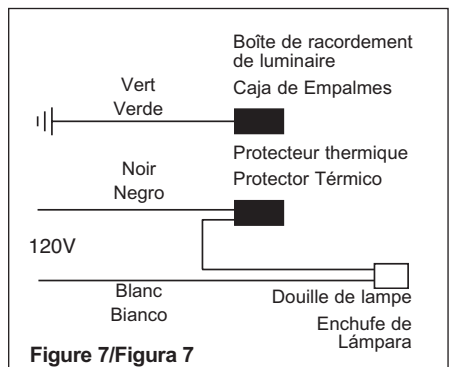 Boîte de racordement
de luminaire
Caja de Empalmes
Vert
Verde
Protecteur thermique
Protector Térmico
Noir
Negro
120V
Blanc
Bianco
Douille de lampe
Enchufe de
Lámpara
Figure 7/Figura 7